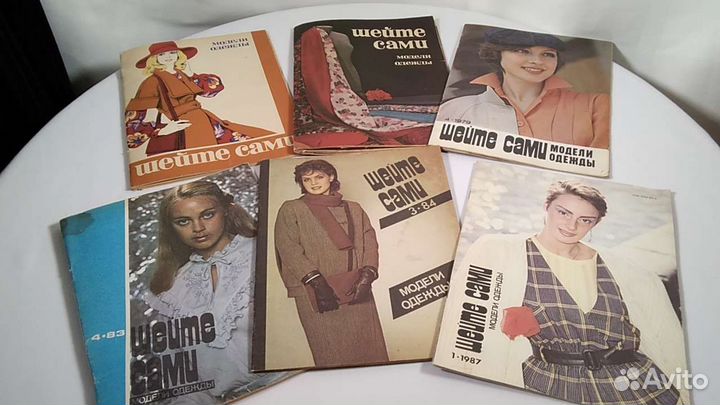 модели
одежды
шейте сами
шейте
сами
модели
одежды
4·1979
шейте сами
модели
одежды
4·83
шейте
сами
модели одежды
шейте
сами
3·84
модели
одежды
шейте сами
модели одежды
1·1987
Avito